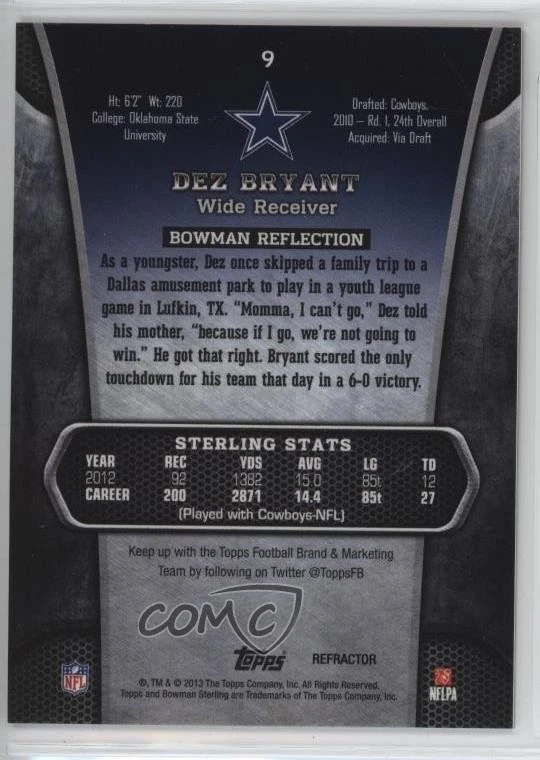 9
Ht: 6'2" Wt: 220
College: Oklahoma State
University
Drafted: Cowboys,
2010 – Rd. 1, 24th Overall
Acquired: Via Draft
DEZ BRYANT
Wide Receiver
BOWMAN REFLECTION
As a youngster, Dez once skipped a family trip to a
Dallas amusement park to play in a youth league
game in Lufkin, TX. "Momma, I can't go," Dez told
his mother, "because if I go, we're not going to
win." He got that right. Bryant scored the only
touchdown for his team that day in a 6-0 victory.
STERLING STATS
YEAR REC YDS AVG LG TD
2012 92 1382 15.0 85t 12
CAREER 200 2871 14.4 85t 27
(Played with Cowboys-NFL)
Keep up with the Topps Football Brand & Marketing
Team by following on Twitter @ToppsFB
COMC
Topps REFRACTOR
NFL
NFLPA
®, TM & © 2013 The Topps Company, Inc. All Rights Reserved.
Topps and Bowman Sterling are Trademarks of The Topps Company, Inc.